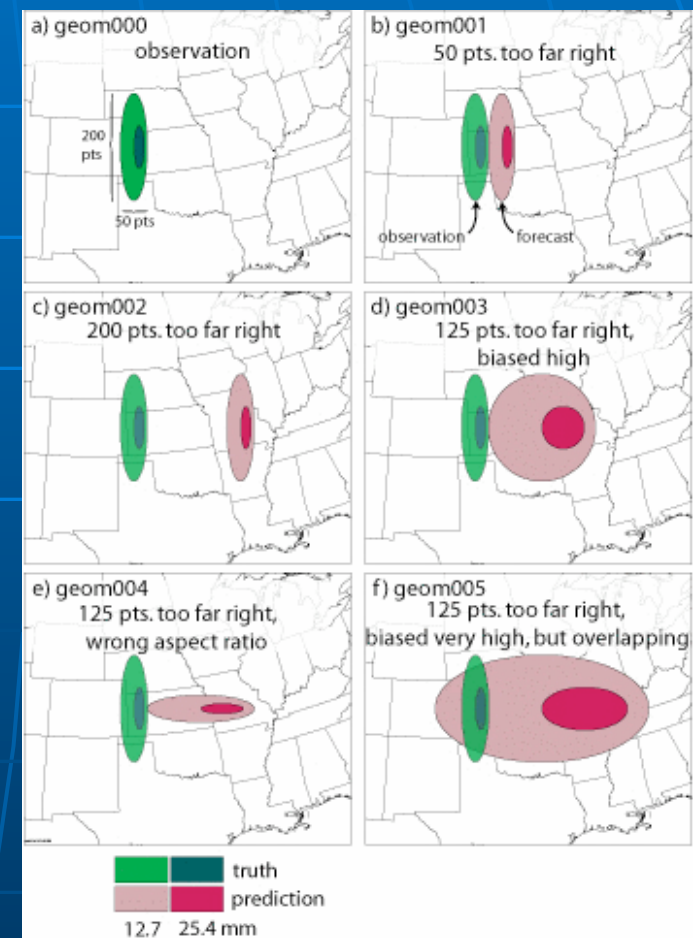 a) geom000
observation
200
pts
50 pts
b) geom001
50 pts. too far right
observation
forecast
c) geom002
200 pts. too far right
d) geom003
125 pts. too far right,
biased high
e) geom004
125 pts. too far right,
wrong aspect ratio
f) geom005
125 pts. too far right,
biased very high, but overlapping
truth
prediction
12.7 25.4 mm